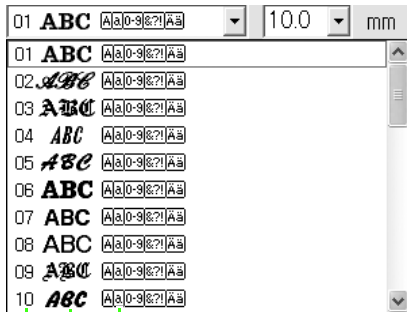 01 ABC A a 0-9 &?! Ää 10.0 mm
01 ABC A a 0-9 &?! Ää
02 ABC A a 0-9 &?! Ää
03 ABC A a 0-9 &?! Ää
04 ABC A a 0-9 &?! Ää
05 ABC A a 0-9 &?! Ää
06 ABC A a 0-9 &?! Ää
07 ABC A a 0-9 &?! Ää
08 ABC A a 0-9 &?! Ää
09 ABC A a 0-9 &?! Ää
10 ABC A a 0-9 &?! Ää